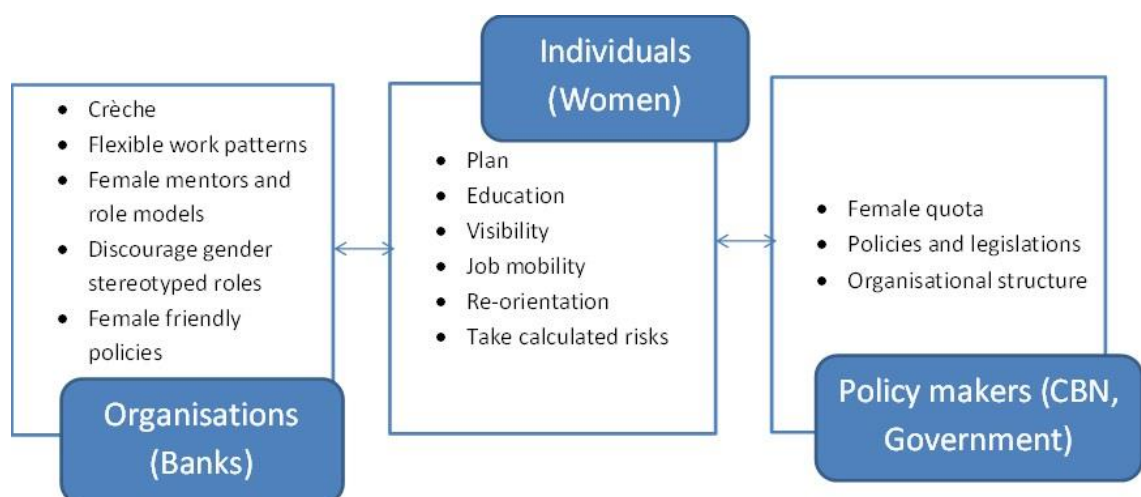 • Crèche
• Flexible work patterns
• Female mentors and
role models
• Discourage gender
stereotyped roles
• Female friendly
policies
Organisations
(Banks)
Individuals
(Women)
• Plan
• Education
• Visibility
• Job mobility
• Re-orientation
• Take calculated risks
• Female quota
• Policies and legislations
• Organisational structure
Policy makers (CBN,
Government)